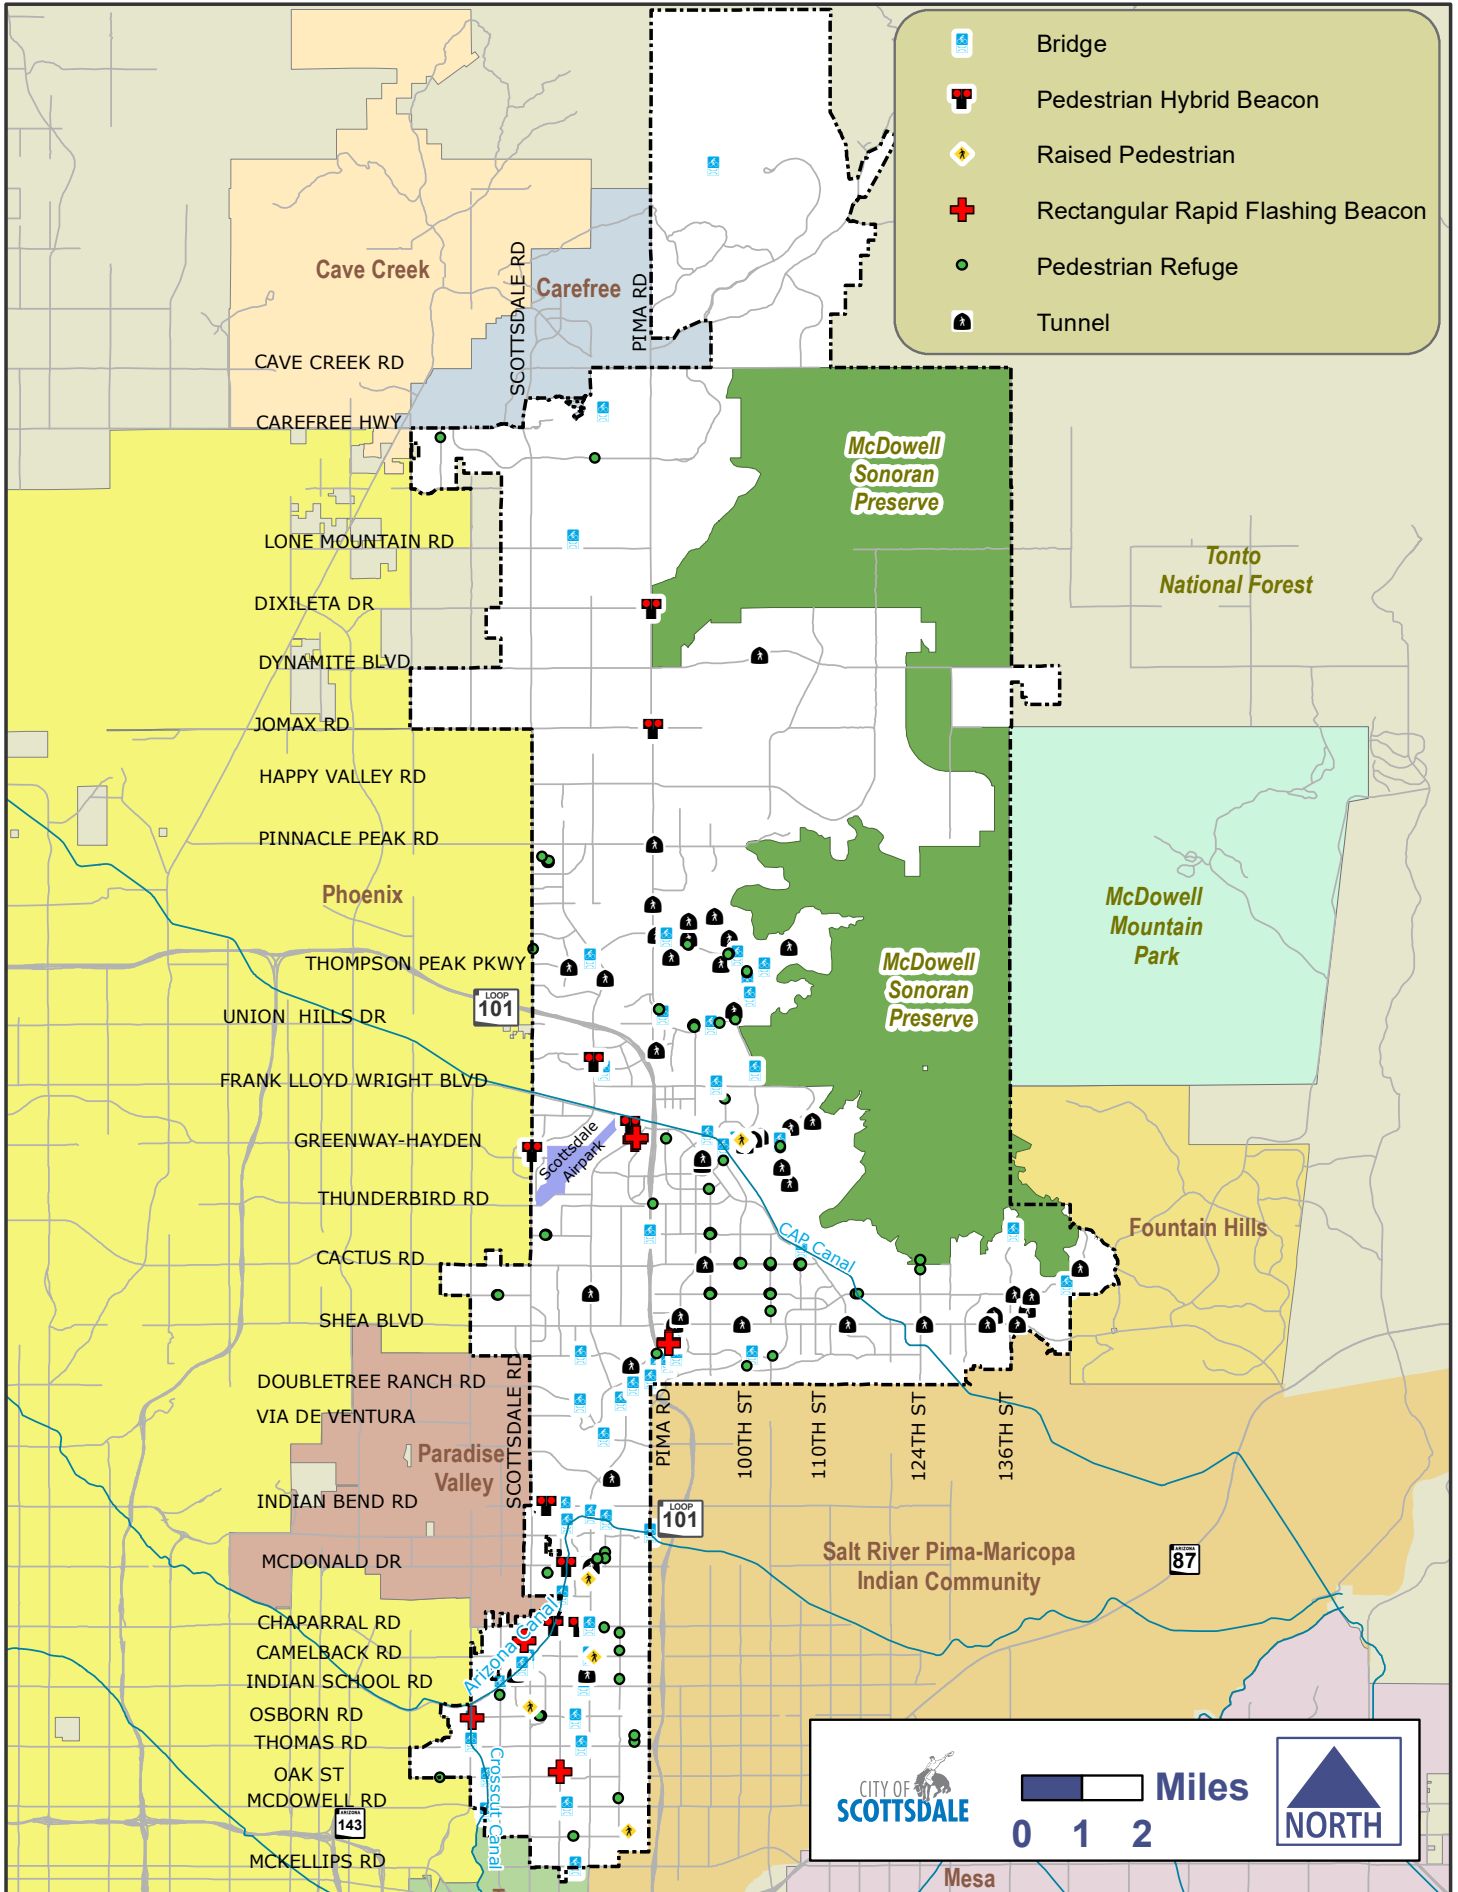 Bridge
Pedestrian Hybrid Beacon
Raised Pedestrian
Rectangular Rapid Flashing Beacon
Pedestrian Refuge
Tunnel
Cave Creek
Carefree
SCOTTSDALE RD
PIMA RD
CAVE CREEK RD
CAREFREE HWY
McDowell
Sonoran
Preserve
LONE MOUNTAIN RD
Tonto
National Forest
DIXILETA DR
DYNAMITE BLVD
JOMAX RD
HAPPY VALLEY RD
PINNACLE PEAK RD
Phoenix
McDowell
Mountain
Park
THOMPSON PEAK PKWY
McDowell
Sonoran
Preserve
LOOP
101
UNION HILLS DR
FRANK LLOYD WRIGHT BLVD
GREENWAY-HAYDEN
Scottsdale
Airpark
THUNDERBIRD RD
CAP Canal
Fountain Hills
CACTUS RD
SHEA BLVD
DOUBLETREE RANCH RD
VIA DE VENTURA
SCOTTSDALE RD
PIMA RD
100TH ST
110TH ST
124TH ST
136TH ST
Paradise
Valley
INDIAN BEND RD
LOOP
101
MCDONALD DR
Salt River Pima-Maricopa
Indian Community
ARIZONA
87
CHAPARRAL RD
CAMELBACK RD
Arizona Canal
INDIAN SCHOOL RD
OSBORN RD
THOMAS RD
OAK ST
MCDOWELL RD
ARIZONA
143
Crosscut Canal
MCKELLIPS RD
CITY OF
SCOTTSDALE
Miles
0 1 2
NORTH
Mesa